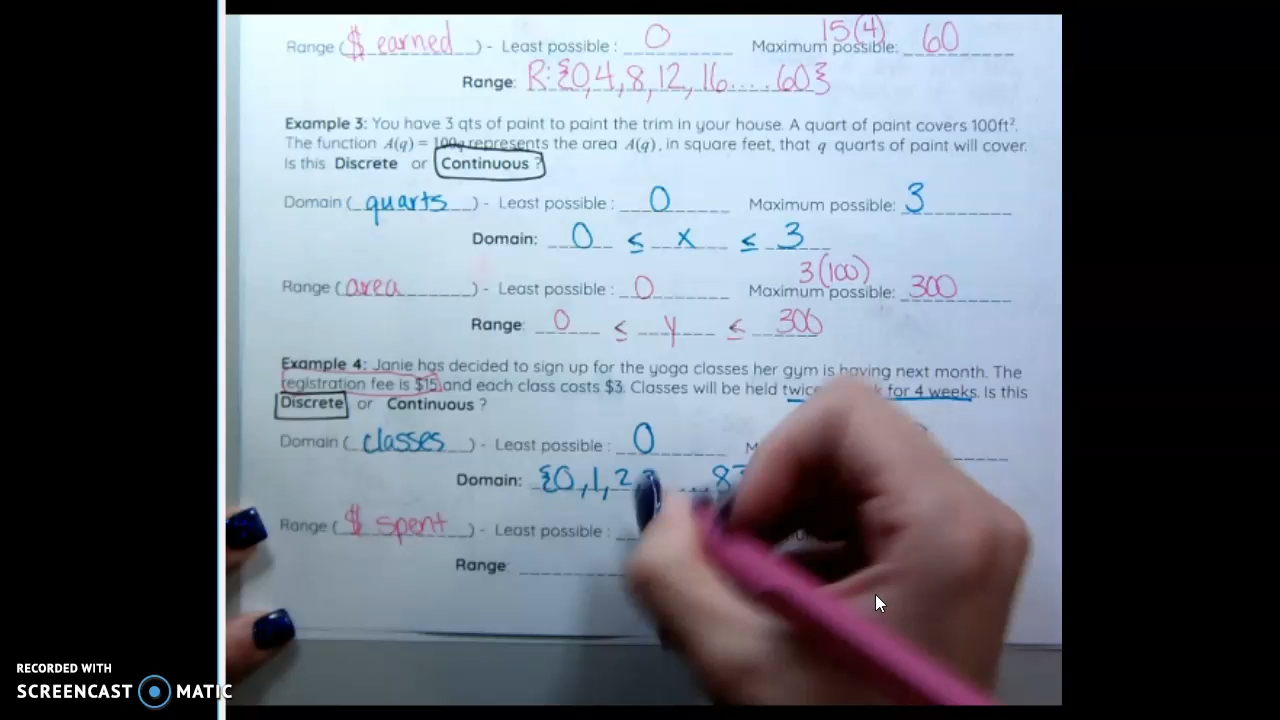 15(4)
Range ($ earned) - Least possible : 0 Maximum possible: 60
Range: R: {0,4,8,12,16....60}
Example 3: You have 3 qts of paint to paint the trim in your house. A quart of paint covers 100ft².
The function A(q) = 100q represents the area A(q), in square feet, that q quarts of paint will cover.
Is this Discrete or Continuous ?
Domain (quarts) - Least possible : 0 Maximum possible: 3
Domain: 0 ≤ x ≤ 3
3(100)
Range (area) - Least possible : 0 Maximum possible: 300
Range: 0 ≤ y ≤ 300
Example 4: Janie has decided to sign up for the yoga classes her gym is having next month. The
registration fee is $15 and each class costs $3. Classes will be held twice for 4 weeks. Is this
Discrete or Continuous ?
Domain (classes) - Least possible : 0
Domain: {0,1,2, ....8}
Range ($ spent) - Least possible :
Range:
RECORDED WITH
SCREENCAST MATIC